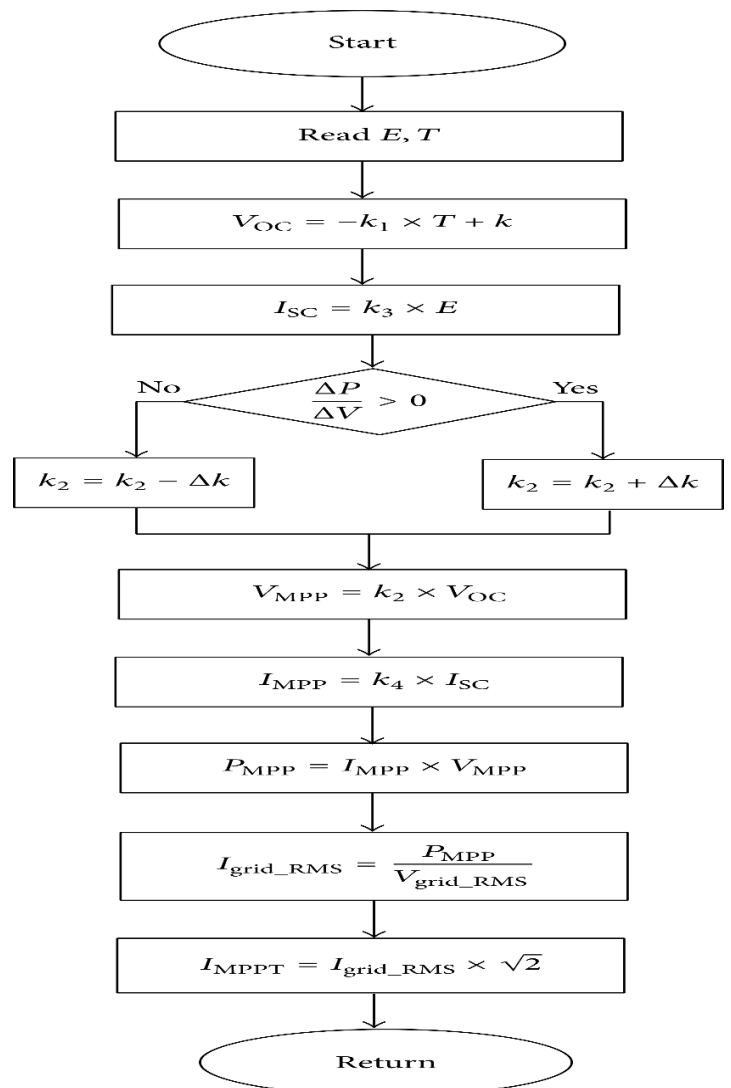 Start
Read E, T
V_OC = −k_1 × T + k
I_SC = k_3 × E
No
ΔP/ΔV > 0
Yes
k_2 = k_2 − Δk
k_2 = k_2 + Δk
V_MPP = k_2 × V_OC
I_MPP = k_4 × I_SC
P_MPP = I_MPP × V_MPP
I_grid_RMS = P_MPP/V_grid_RMS
I_MPPT = I_grid_RMS × √2
Return